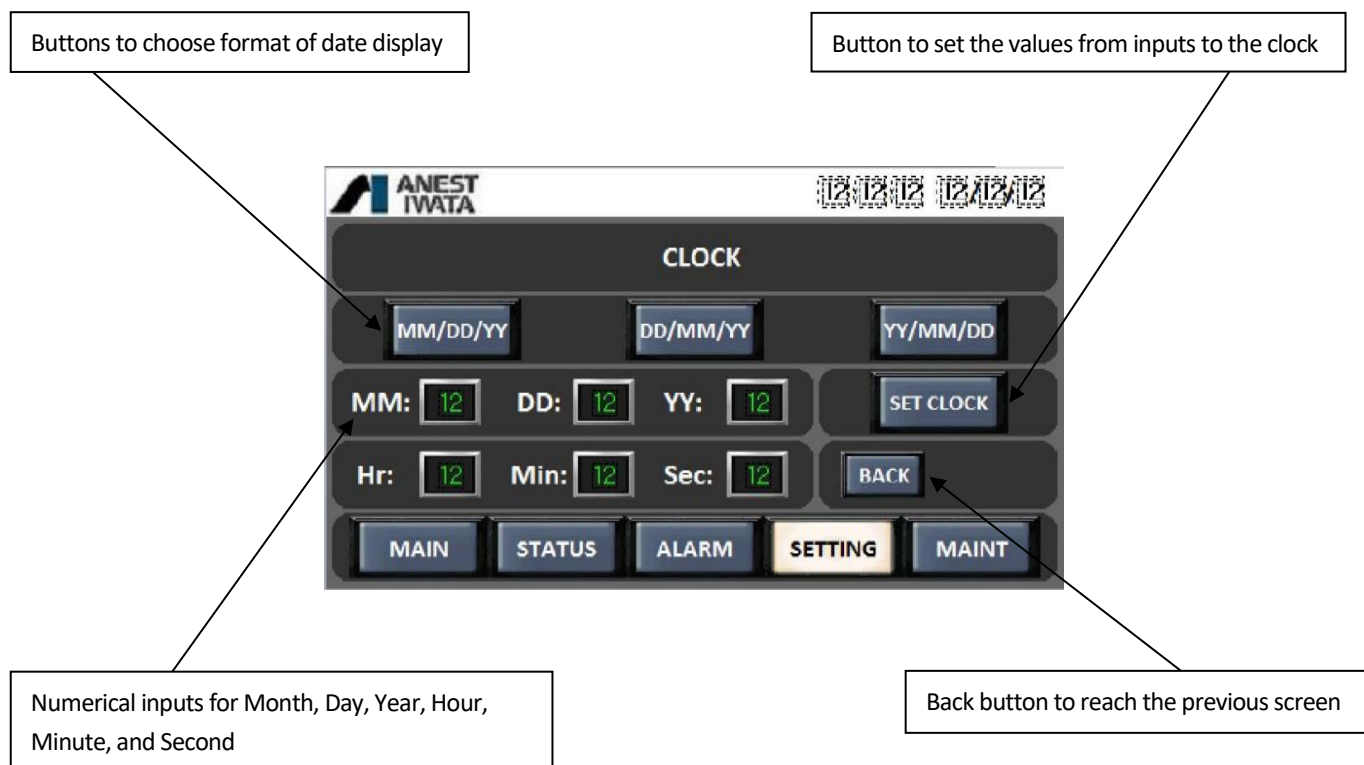 Buttons to choose format of date display
Button to set the values from inputs to the clock
ANEST
IWATA
12:12:12 12/12/12
CLOCK
MM/DD/YY DD/MM/YY YY/MM/DD
MM: 12 DD: 12 YY: 12 SET CLOCK
Hr: 12 Min: 12 Sec: 12 BACK
MAIN STATUS ALARM SETTING MAINT
Numerical inputs for Month, Day, Year, Hour,
Minute, and Second
Back button to reach the previous screen